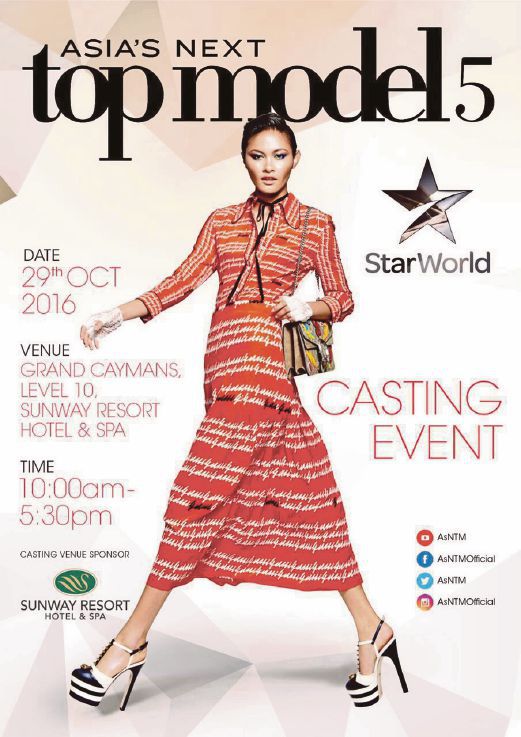 ASIA'S NEXT
top model 5
StarWorld
DATE
29th OCT
2016
VENUE
GRAND CAYMANS,
LEVEL 10,
SUNWAY RESORT
HOTEL & SPA
CASTING
EVENT
TIME
10:00am-
5:30pm
CASTING VENUE SPONSOR
SUNWAY RESORT
HOTEL & SPA
AsNTM
AsNTMOfficial
AsNTM
AsNTMOfficial